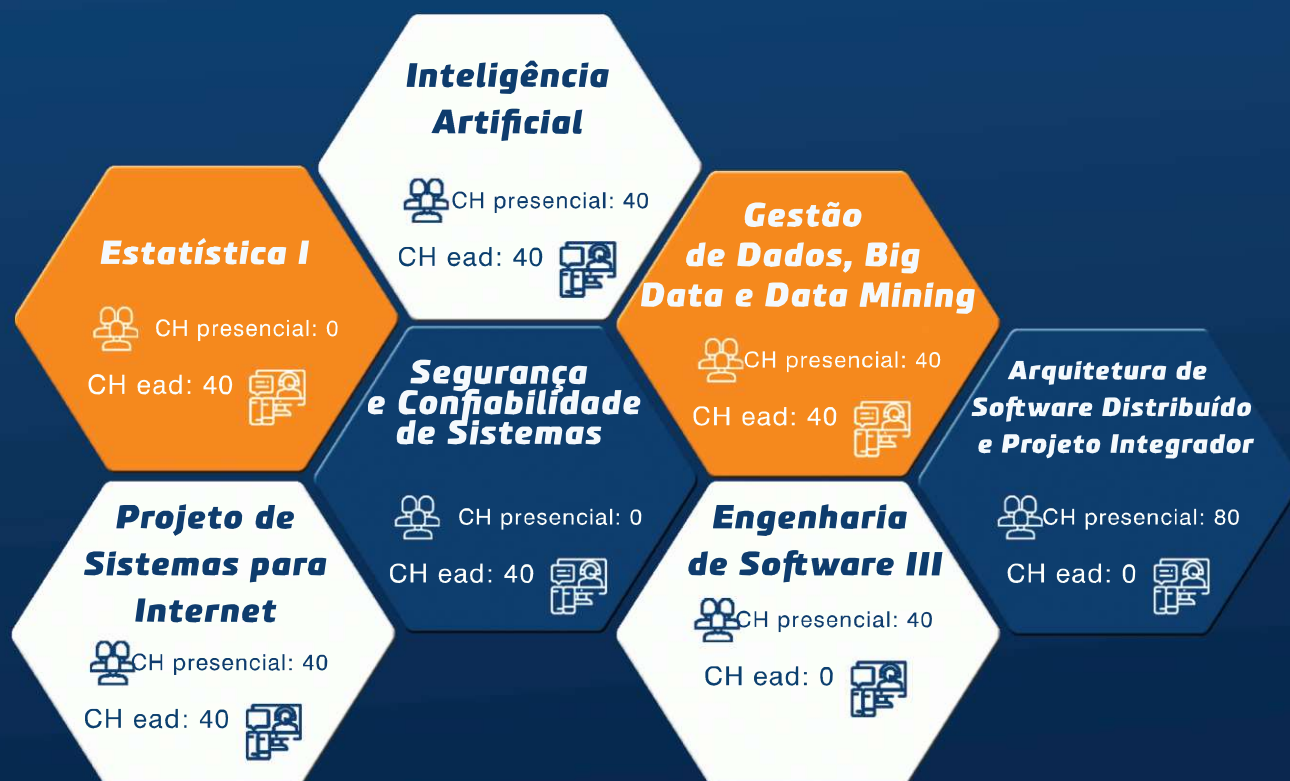 Inteligência
Artificial
CH presencial: 40
CH ead: 40
Estatística I
CH presencial: 0
CH ead: 40
Gestão
de Dados, Big
Data e Data Mining
CH presencial: 40
CH ead: 40
Segurança
e Confiabilidade
de Sistemas
CH presencial: 0
CH ead: 40
Arquitetura de
Software Distribuído
e Projeto Integrador
CH presencial: 80
CH ead: 0
Projeto de
Sistemas para
Internet
CH presencial: 40
CH ead: 40
Engenharia
de Software III
CH presencial: 40
CH ead: 0